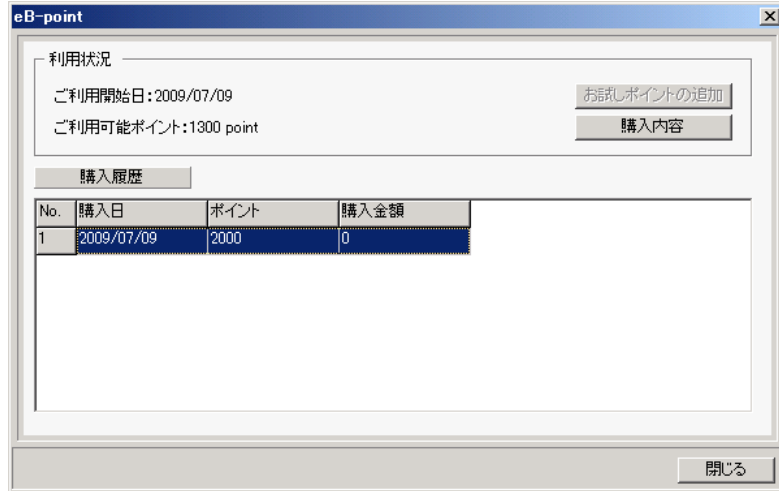 eB-point
利用状況
ご利用開始日:2009/07/09
お試しポイントの追加
ご利用可能ポイント:1300 point
購入内容
購入履歴
No. 購入日 ポイント 購入金額
1 2009/07/09 2000 0
閉じる